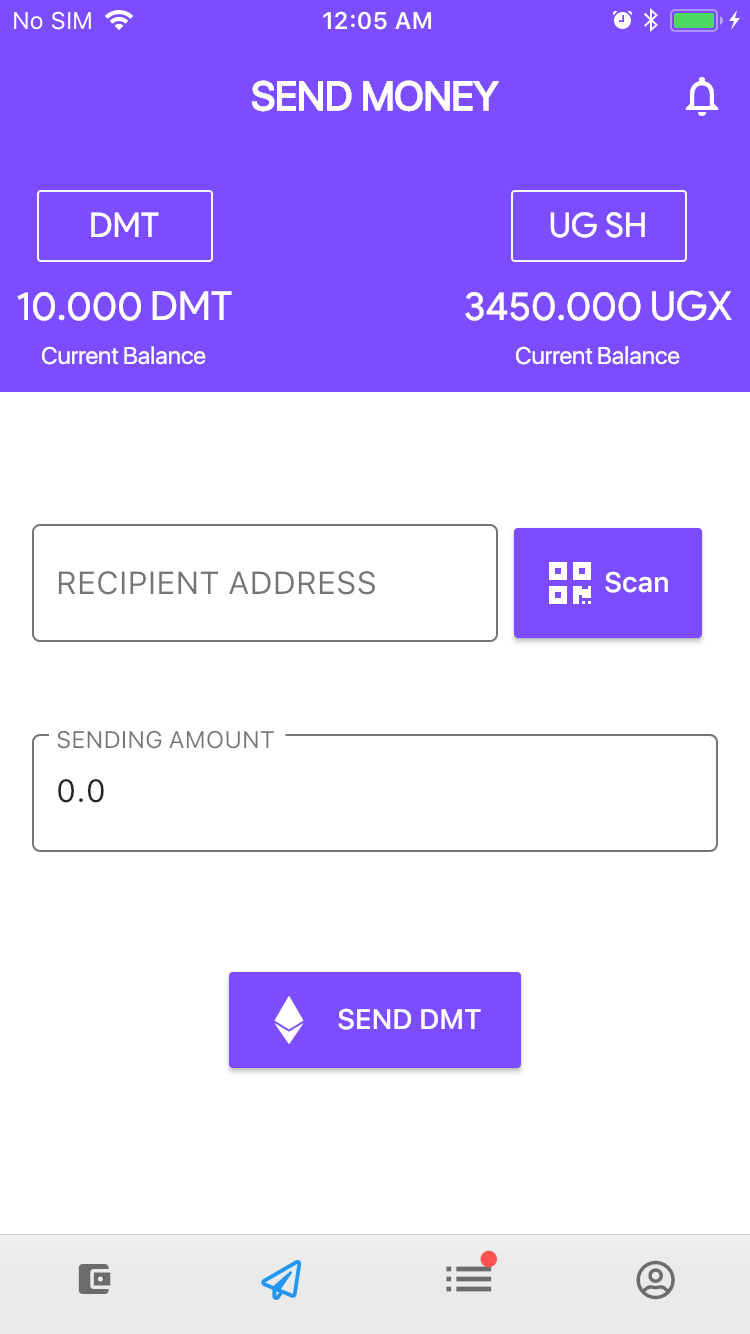 No SIM 12:05 AM
SEND MONEY
DMT UG SH
10.000 DMT 3450.000 UGX
Current Balance Current Balance
RECIPIENT ADDRESS Scan
SENDING AMOUNT
0.0
SEND DMT